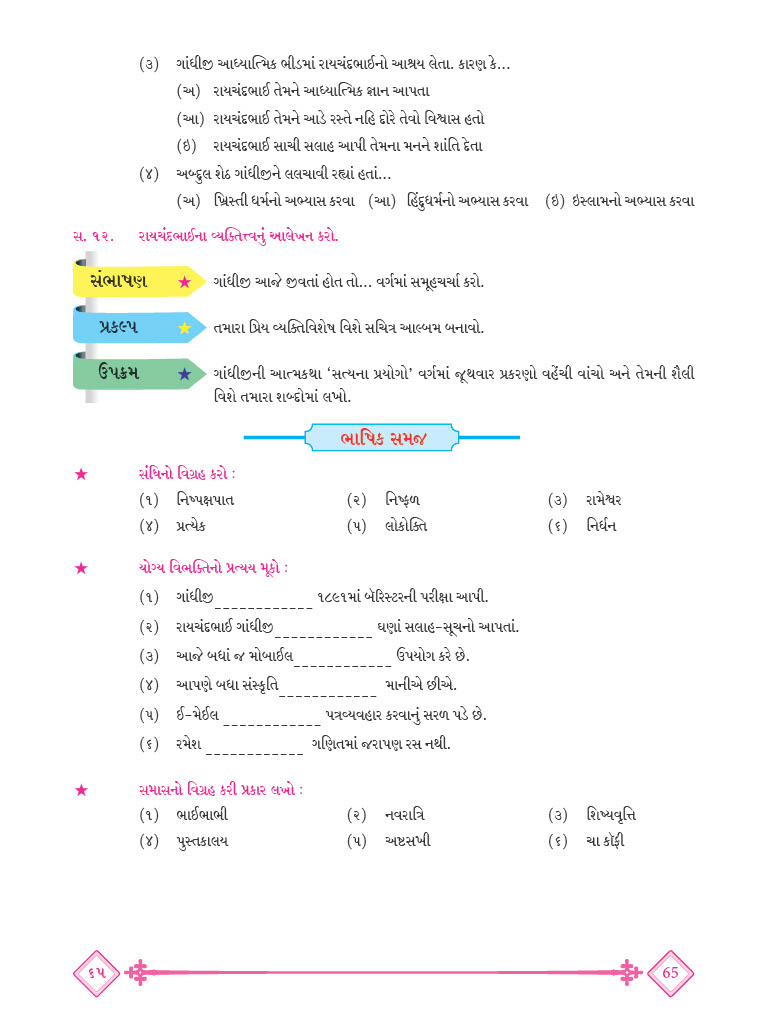 (૩) ગાંધીજી આધ્યાત્મિક ભીડમાં રાયચંદભાઈનો આશ્રય લેતા. કારણ કે...
(અ) રાયચંદભાઈ તેમને આધ્યાત્મિક જ્ઞાન આપતા
(આ) રાયચંદભાઈ તેમને આડે રસ્તે નહિ દોરે તેવો વિશ્વાસ હતો
(ઇ) રાયચંદભાઈ સાચી સલાહ આપી તેમના મનને શાંતિ દેતા
(૪) અબ્દુલ શેઠ ગાંધીજીને લલચાવી રહ્યાં હતાં...
(અ) ખ્રિસ્તી ધર્મનો અભ્યાસ કરવા (આ) હિંદુધર્મનો અભ્યાસ કરવા (ઇ) ઇસ્લામનો અભ્યાસ કરવા
સ. ૧૨. રાયચંદભાઈના વ્યક્તિત્ત્વનું આલેખન કરો.
સંભાષણ ★ ગાંધીજી આજે જીવતાં હોત તો... વર્ગમાં સમૂહચર્ચા કરો.
પ્રકલ્પ ★ તમારા પ્રિય વ્યક્તિવિશેષ વિશે સચિત્ર આલ્બમ બનાવો.
ઉપક્રમ ★ ગાંધીજીની આત્મકથા ‘સત્યના પ્રયોગો’ વર્ગમાં જૂથવાર પ્રકરણો વહેંચી વાંચો અને તેમની શૈલી
વિશે તમારા શબ્દોમાં લખો.
ભાષિક સમજ
★ સંધિનો વિગ્રહ કરો :
(૧) નિષ્પક્ષપાત (૨) નિષ્ફળ (૩) રામેશ્વર
(૪) પ્રત્યેક (૫) લોકોક્તિ (૬) નિર્ધન
★ યોગ્ય વિભક્તિનો પ્રત્યય મૂકો :
(૧) ગાંધીજી____________ ૧૮૯૧માં બૅરિસ્ટરની પરીક્ષા આપી.
(૨) રાયચંદભાઈ ગાંધીજી____________ ઘણાં સલાહ-સૂચનો આપતાં.
(૩) આજે બધાં જ મોબાઈલ____________ ઉપયોગ કરે છે.
(૪) આપણે બધા સંસ્કૃતિ____________ માનીએ છીએ.
(૫) ઈ-મેઈલ ____________ પત્રવ્યવહાર કરવાનું સરળ પડે છે.
(૬) રમેશ ____________ ગણિતમાં જરાપણ રસ નથી.
★ સમાસનો વિગ્રહ કરી પ્રકાર લખો :
(૧) ભાઈભાભી (૨) નવરાત્રિ (૩) શિષ્યવૃત્તિ
(૪) પુસ્તકાલય (૫) અષ્ટસખી (૬) ચા કૉફી
૬૫ 65